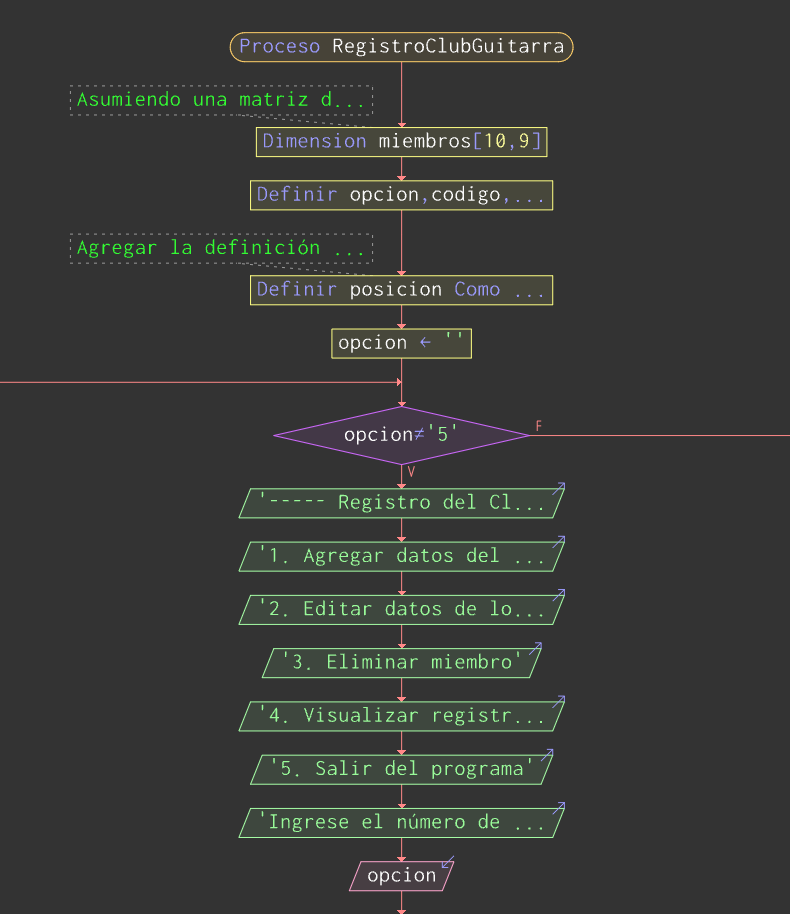 Proceso RegistroClubGuitarra
Asumiendo una matriz d...
Dimension miembros[10,9]
Definir opcion,codigo,...
Agregar la definición ...
Definir posicion Como ...
opcion ← ''
opcion≠'5'
F
V
'----- Registro del Cl...
'1. Agregar datos del ...
'2. Editar datos de lo...
'3. Eliminar miembro'
'4. Visualizar registr...
'5. Salir del programa'
'Ingrese el número de ...
opcion